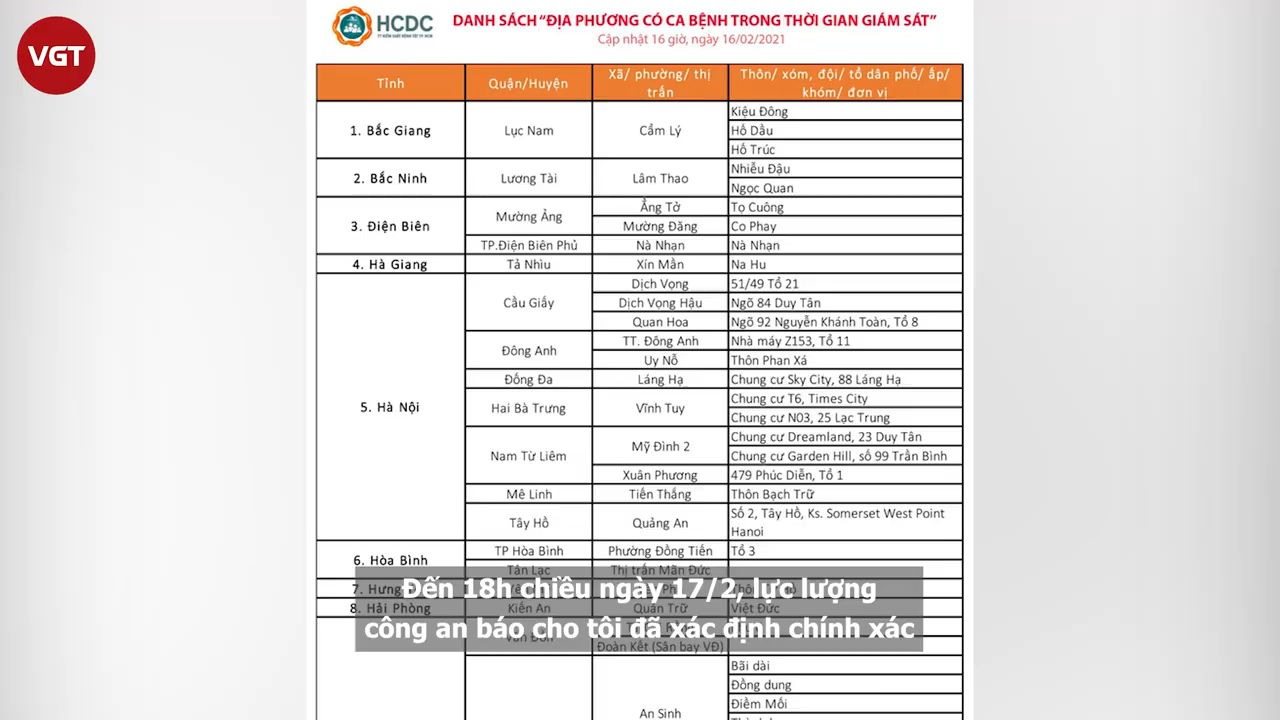 VGT
HCDC
DANH SÁCH “ĐỊA PHƯƠNG CÓ CA BỆNH TRONG THỜI GIAN GIÁM SÁT”
Cập nhật 16 giờ, ngày 16/02/2021
Tỉnh
Quận/Huyện
Xã/ phường/ thị
trấn
Thôn/ xóm, đội/ tổ dân phố/ ấp/
khóm/ đơn vị
1. Bắc Giang
Lục Nam
Cẩm Lý
Kiệu Đông
Hố Dầu
Hố Trúc
2. Bắc Ninh
Lương Tài
Lâm Thao
Nhiễu Đậu
Ngọc Quan
3. Điện Biên
Mường Ảng
Ẳng Tở
Tọ Cuông
Mường Đăng
Co Phay
TP.Điện Biên Phủ
Nà Nhạn
Nà Nhạn
4. Hà Giang
Tả Nhìu
Xín Mần
Na Hu
5. Hà Nội
Cầu Giấy
Dịch Vọng
51/49 Tổ 21
Dịch Vọng Hậu
Ngõ 84 Duy Tân
Quan Hoa
Ngõ 92 Nguyễn Khánh Toàn, Tổ 8
Đông Anh
TT. Đông Anh
Nhà máy Z153, Tổ 11
Uy Nỗ
Thôn Phan Xá
Đống Đa
Láng Hạ
Chung cư Sky City, 88 Láng Hạ
Hai Bà Trưng
Vĩnh Tuy
Chung cư T6, Times City
Chung cư N03, 25 Lạc Trung
Nam Từ Liêm
Mỹ Đình 2
Chung cư Dreamland, 23 Duy Tân
Chung cư Garden Hill, số 99 Trần Bình
Xuân Phương
479 Phúc Diễn, Tổ 1
Mê Linh
Tiến Thắng
Thôn Bạch Trữ
Tây Hồ
Quảng An
Số 2, Tây Hồ, Ks. Somerset West Point
Hanoi
6. Hòa Bình
TP Hòa Bình
Phường Đồng Tiến
Tổ 3
Tân Lạc
Thị trấn Mãn Đức
7. Hưng
8. Hải Phòng
Kiến An
Quán Trữ
Việt Đức
Đến 18h chiều ngày 17/2, lực lượng
công an báo cho tôi đã xác định chính xác
Đoàn Kết (Sân bay VĐ)
An Sinh
Bãi dài
Đồng dung
Điềm Mối